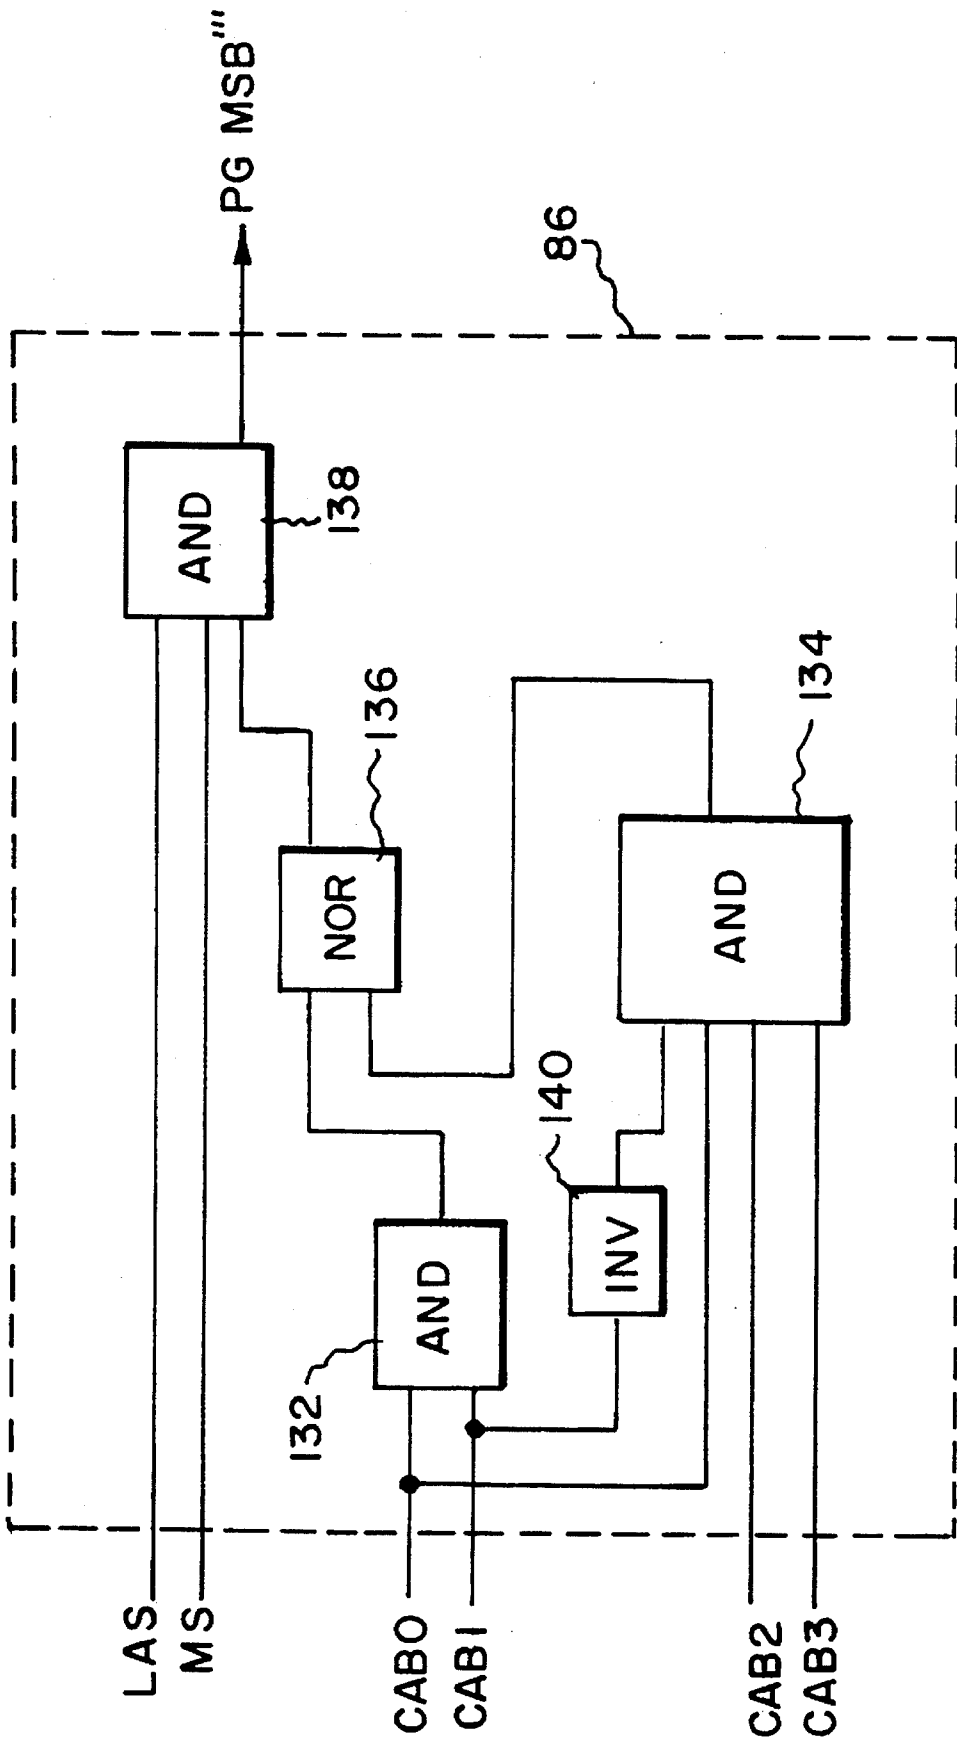 LAS
MS
AND
138
PG MSB'''
86
NOR
136
CAB0
CAB1
132
AND
INV
140
AND
134
CAB2
CAB3